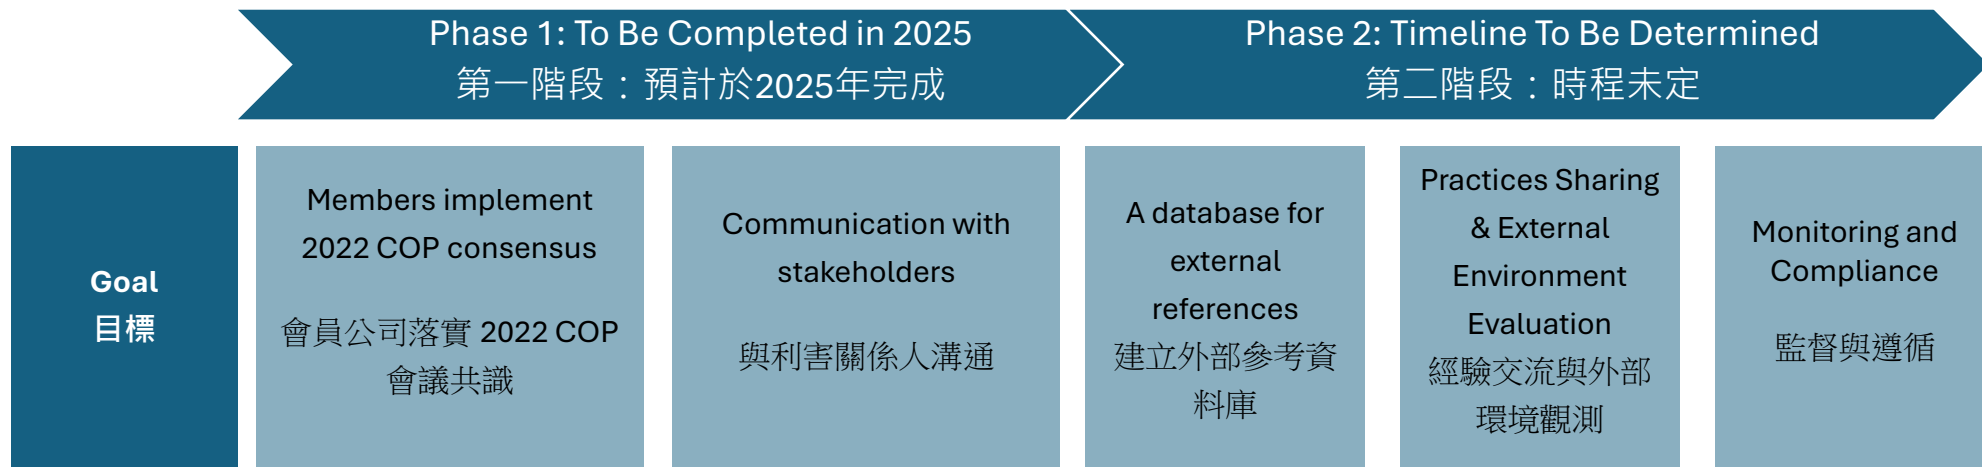 Phase 1: To Be Completed in 2025
第一階段：預計於2025年完成
Phase 2: Timeline To Be Determined
第二階段：時程未定
Goal
目標
Members implement
2022 COP consensus
會員公司落實 2022 COP
會議共識
Communication with
stakeholders
與利害關係人溝通
A database for
external
references
建立外部參考資
料庫
Practices Sharing
& External
Environment
Evaluation
經驗交流與外部
環境觀測
Monitoring and
Compliance
監督與遵循